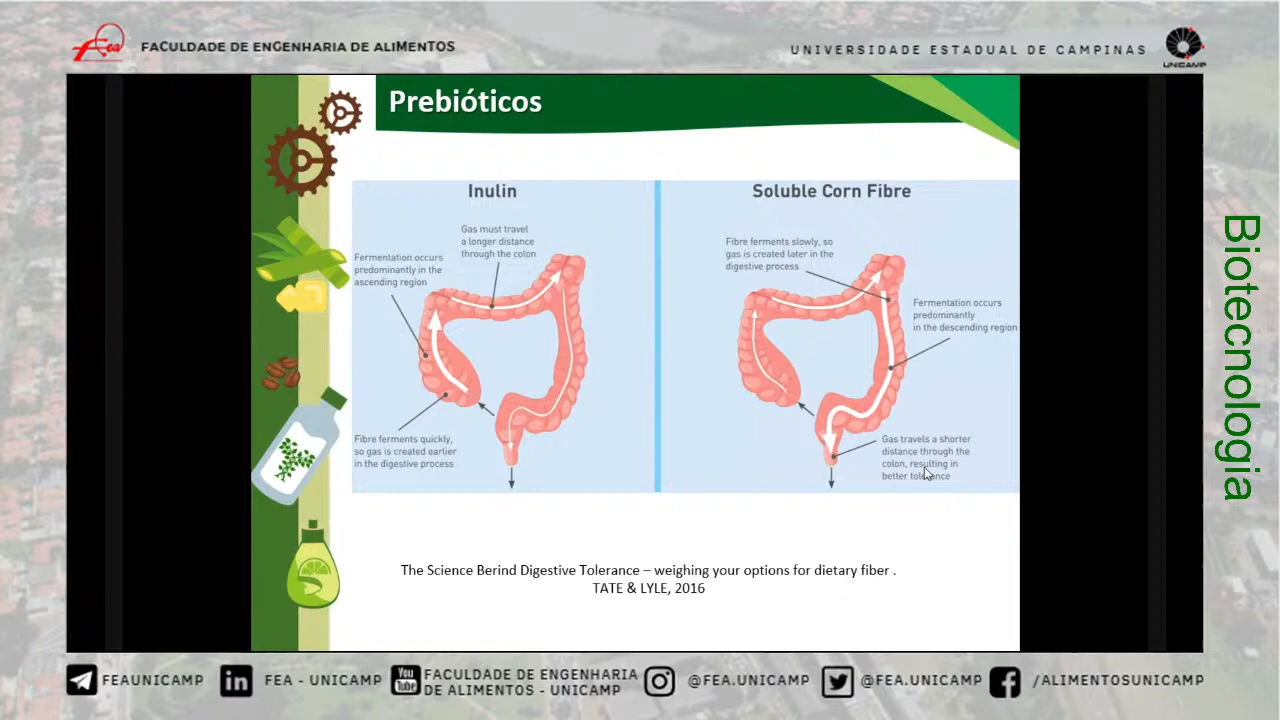 Fea
FACULDADE DE ENGENHARIA DE ALIMENTOS
UNIVERSIDADE ESTADUAL DE CAMPINAS
UNICAMP
Prebióticos
Inulin
Gas must travel
a longer distance
through the colon
Fermentation occurs
predominantly in the
ascending region
Fibre ferments quickly,
so gas is created earlier
in the digestive process
Soluble Corn Fibre
Fibre ferments slowly, so
gas is created later in the
digestive process
Fermentation occurs
predominantly
in the descending region
Gas travels a shorter
distance through the
colon, resulting in
better tolerance
The Science Berind Digestive Tolerance – weighing your options for dietary fiber .
TATE & LYLE, 2016
Biotecnologia
FEAUNICAMP
in
FEA - UNICAMP
You
Tube
FACULDADE DE ENGENHARIA
DE ALIMENTOS - UNICAMP
@FEA.UNICAMP
@FEA.UNICAMP
/ALIMENTOSUNICAMP